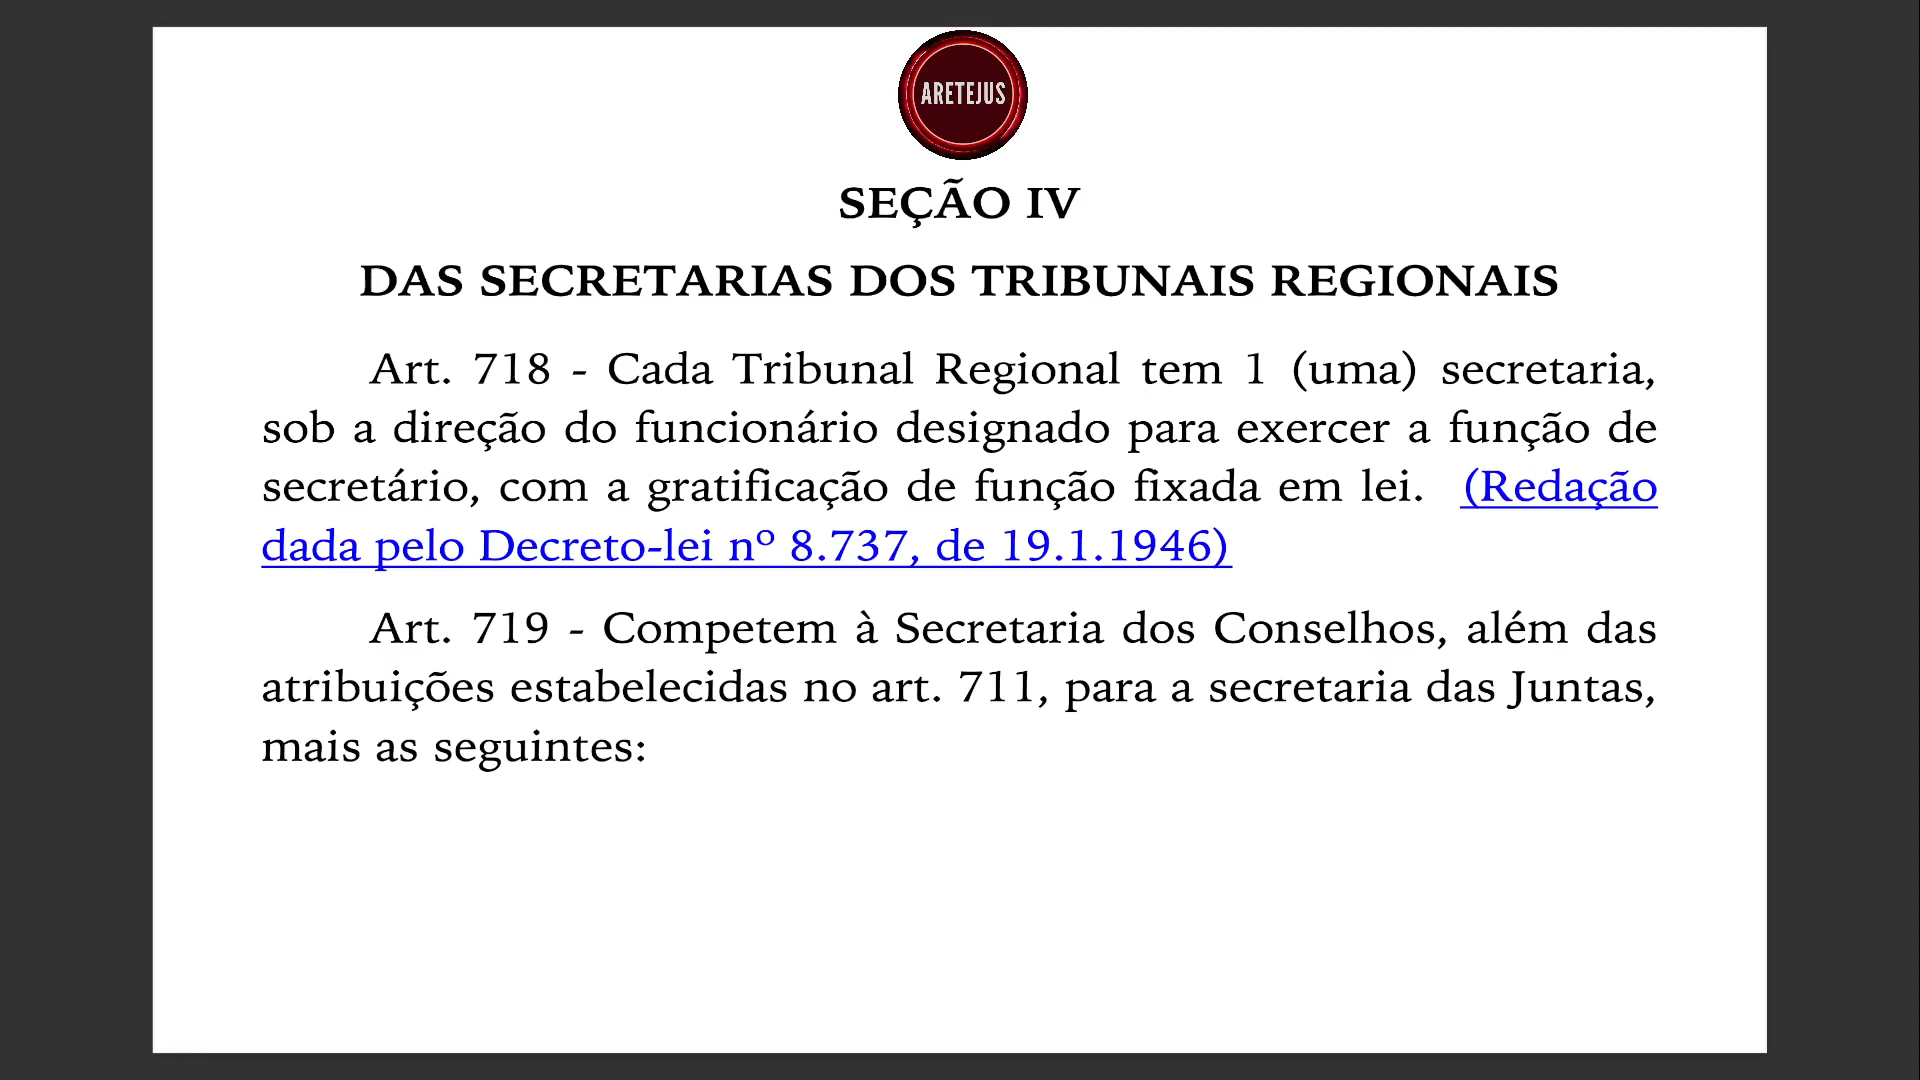 ARETEJUS
SEÇÃO IV
DAS SECRETARIAS DOS TRIBUNAIS REGIONAIS
Art. 718 - Cada Tribunal Regional tem 1 (uma) secretaria,
sob a direção do funcionário designado para exercer a função de
secretário, com a gratificação de função fixada em lei. (Redação
dada pelo Decreto-lei nº 8.737, de 19.1.1946)
Art. 719 - Competem à Secretaria dos Conselhos, além das
atribuições estabelecidas no art. 711, para a secretaria das Juntas,
mais as seguintes: